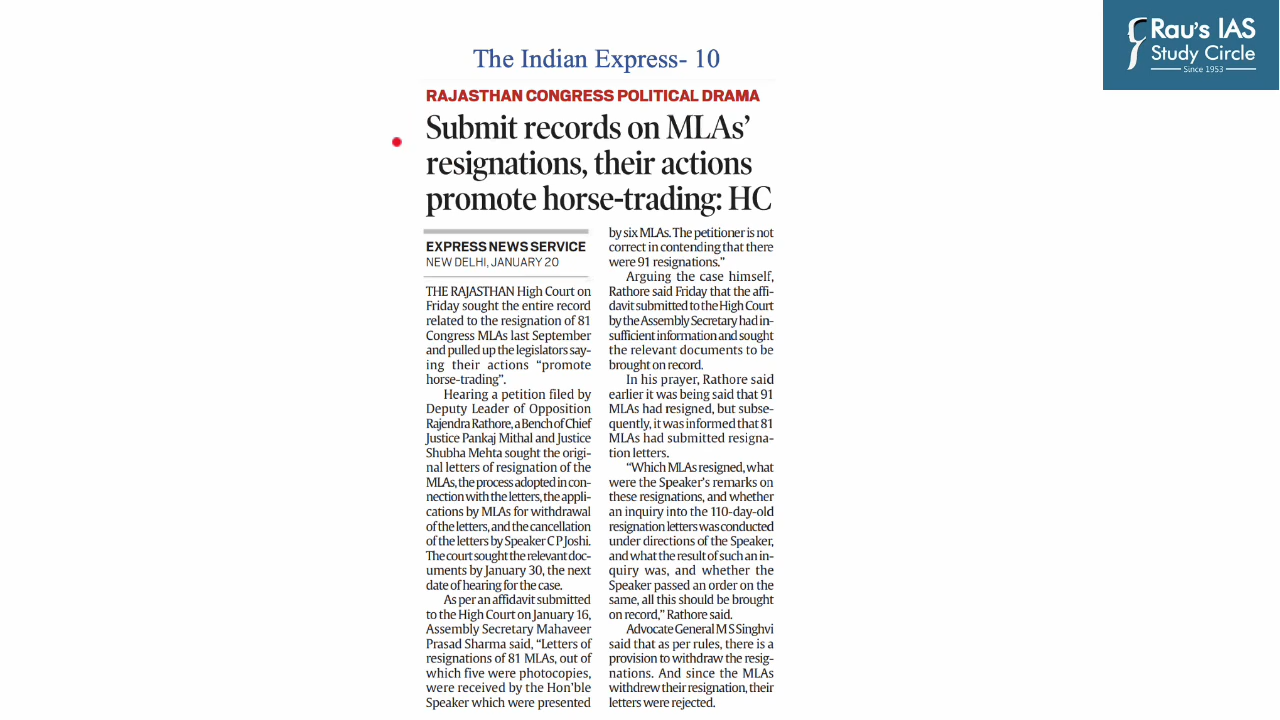 Rau's IAS
Study Circle
Since 1953
The Indian Express- 10
RAJASTHAN CONGRESS POLITICAL DRAMA
Submit records on MLAs'
resignations, their actions
promote horse-trading: HC
EXPRESS NEWS SERVICE
NEW DELHI, JANUARY 20
THE RAJASTHAN High Court on
Friday sought the entire record
related to the resignation of 81
Congress MLAs last September
and pulled up the legislators say-
ing their actions “promote
horse-trading”.
Hearing a petition filed by
Deputy Leader of Opposition
Rajendra Rathore, a Bench of Chief
Justice Pankaj Mithal and Justice
Shubha Mehta sought the origi-
nal letters of resignation of the
MLAs, the process adopted in con-
nection with the letters, the appli-
cations by MLAs for withdrawal
of the letters, and the cancellation
of the letters by Speaker C P Joshi.
The court sought the relevant doc-
uments by January 30, the next
date of hearing for the case.
As per an affidavit submitted
to the High Court on January 16,
Assembly Secretary Mahaveer
Prasad Sharma said, “Letters of
resignations of 81 MLAs, out of
which five were photocopies,
were received by the Hon'ble
Speaker which were presented
by six MLAs. The petitioner is not
correct in contending that there
were 91 resignations.”
Arguing the case himself,
Rathore said Friday that the affi-
davit submitted to the High Court
by the Assembly Secretary had in-
sufficient information and sought
the relevant documents to be
brought on record.
In his prayer, Rathore said
earlier it was being said that 91
MLAs had resigned, but subse-
quently, it was informed that 81
MLAs had submitted resigna-
tion letters.
“Which MLAs resigned, what
were the Speaker's remarks on
these resignations, and whether
an inquiry into the 110-day-old
resignation letters was conducted
under directions of the Speaker,
and what the result of such an in-
quiry was, and whether the
Speaker passed an order on the
same, all this should be brought
on record,” Rathore said.
Advocate General M S Singhvi
said that as per rules, there is a
provision to withdraw the resig-
nations. And since the MLAs
withdrew their resignation, their
letters were rejected.